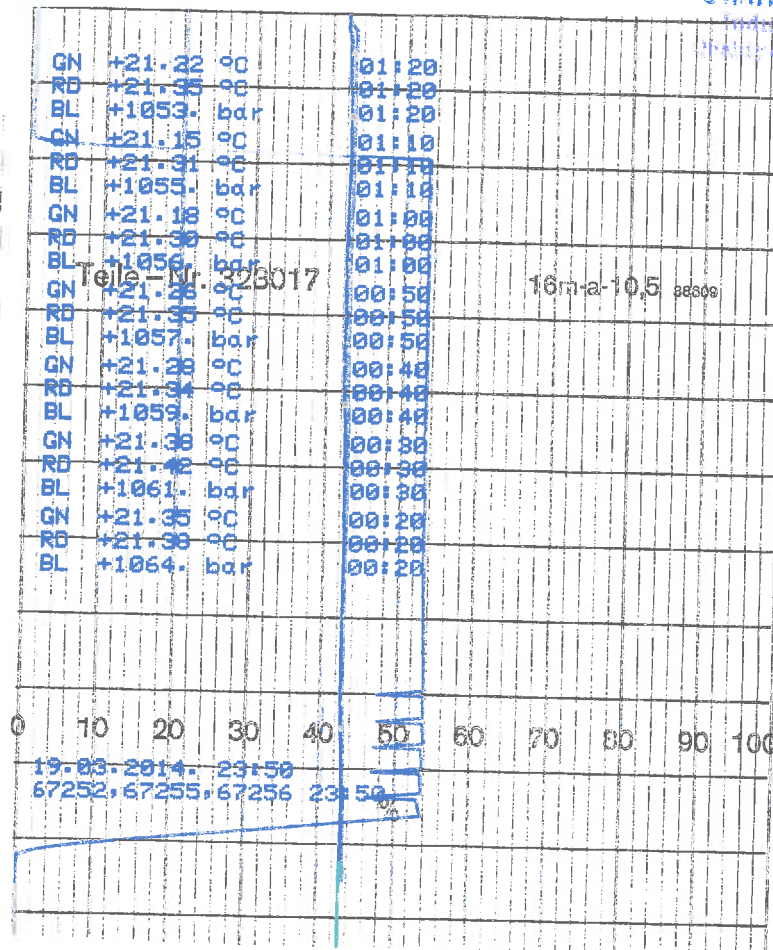 GN +21.22 °C 01:20
RD +21.35 °C 01:20
BL +1053. bar 01:20
GN +21.15 °C 01:10
RD +21.31 °C 01:10
BL +1055. bar 01:10
GN +21.18 °C 01:00
RD +21.30 °C 01:00
BL +1056. bar 01:00
Teile-Nr. 323017 16m-a-10,5
GN °C 00:50
RD +21.35 °C 00:50
BL +1057. bar 00:50
GN +21.28 °C 00:40
RD +21.34 °C 00:40
BL +1059. bar 00:40
GN +21.38 °C 00:30
RD +21.42 °C 00:30
BL +1061. bar 00:30
GN +21.35 °C 00:20
RD +21.38 °C 00:20
BL +1064. bar 00:20
0 10 20 30 40 50 60 70 80 90 100
19.03.2014. 23:50
67252,67255,67256 23:50